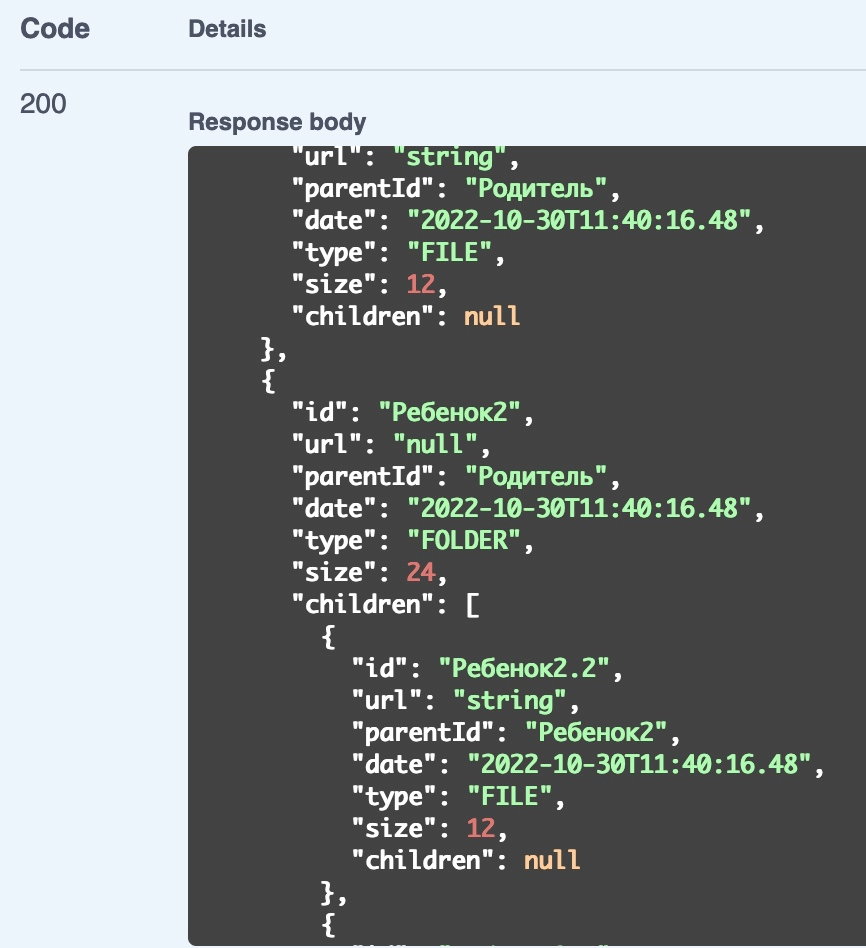 Code Details
200
Response body
"url": "string",
"parentId": "Родитель",
"date": "2022-10-30T11:40:16.48",
"type": "FILE",
"size": 12,
"children": null
},
{
"id": "Ребенок2",
"url": "null",
"parentId": "Родитель",
"date": "2022-10-30T11:40:16.48",
"type": "FOLDER",
"size": 24,
"children": [
{
"id": "Ребенок2.2",
"url": "string",
"parentId": "Ребенок2",
"date": "2022-10-30T11:40:16.48",
"type": "FILE",
"size": 12,
"children": null
},
{